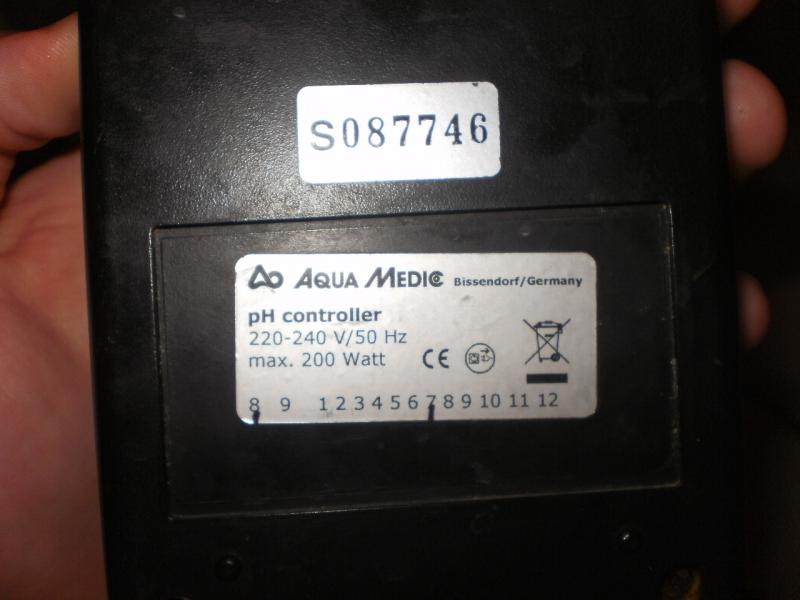 S087746
AQUA MEDIC Bissendorf/Germany
pH controller
220-240 V/50 Hz
max. 200 Watt CE
8 9 1 2 3 4 5 6 7 8 9 10 11 12